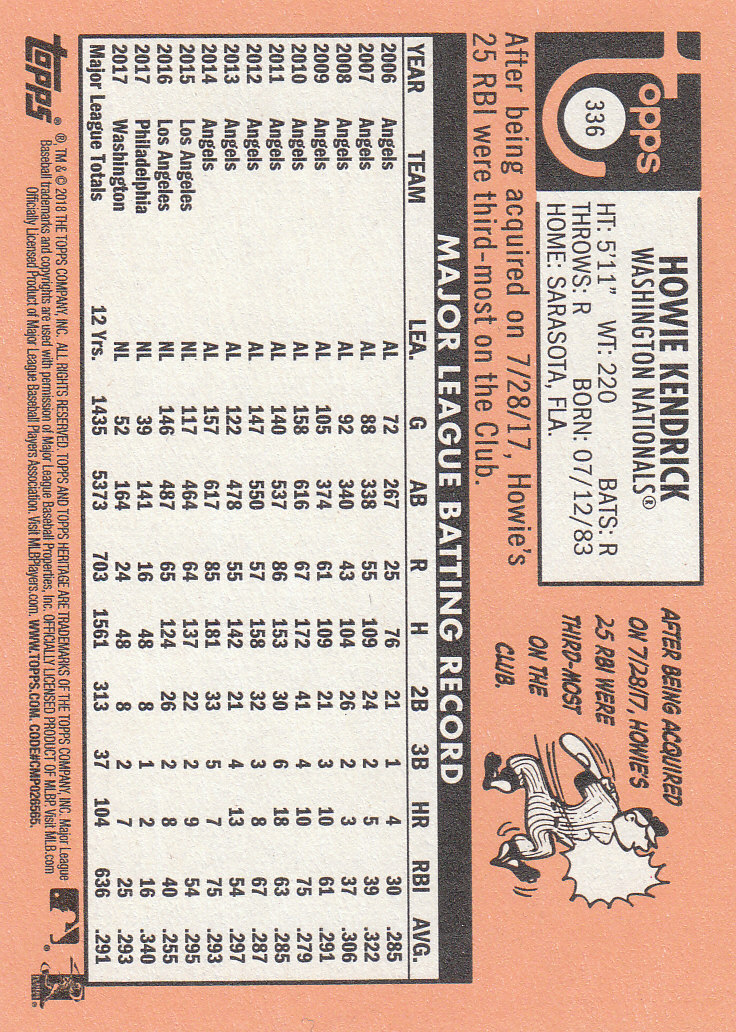 Topps
336
HOWIE KENDRICK
WASHINGTON NATIONALS®
HT: 5'11" WT: 220 BATS: R
THROWS: R BORN: 07/12/83
HOME: SARASOTA, FLA.
After being acquired on 7/28/17, Howie's
25 RBI were third-most on the Club.
AFTER BEING ACQUIRED
ON 7/28/17, HOWIE'S
25 RBI WERE
THIRD-MOST
ON THE
CLUB.
MAJOR LEAGUE BATTING RECORD
YEAR TEAM LEA. G AB R H 2B 3B HR RBI AVG.
2006 Angels AL 72 267 25 76 21 1 4 30 .285
2007 Angels AL 88 338 55 109 24 2 5 39 .322
2008 Angels AL 92 340 43 104 26 2 3 37 .306
2009 Angels AL 105 374 61 109 21 3 10 61 .291
2010 Angels AL 158 616 67 172 41 4 10 75 .279
2011 Angels AL 140 537 86 153 30 6 18 63 .285
2012 Angels AL 147 550 57 158 32 3 8 67 .287
2013 Angels AL 122 478 55 142 21 4 13 54 .297
2014 Angels AL 157 617 85 181 33 5 7 75 .293
2015 Los Angeles NL 117 464 64 137 22 2 9 54 .295
2016 Los Angeles NL 146 487 65 124 26 2 8 40 .255
2017 Philadelphia NL 39 141 16 48 8 1 2 16 .340
2017 Washington NL 52 164 24 48 8 2 7 25 .293
Major League Totals 12 Yrs. 1435 5373 703 1561 313 37 104 636 .291
Topps®
®, TM & © 2018 THE TOPPS COMPANY, INC. ALL RIGHTS RESERVED. TOPPS AND TOPPS HERITAGE ARE TRADEMARKS OF THE TOPPS COMPANY, INC. Major League
Baseball trademarks and copyrights are used with permission of Major League Baseball Properties, Inc. OFFICIALLY LICENSED PRODUCT OF MLBP. Visit MLB.com
Officially Licensed Product of Major League Baseball Players Association. Visit MLBPlayers.com. WWW.TOPPS.COM. CODE#CMP026565.